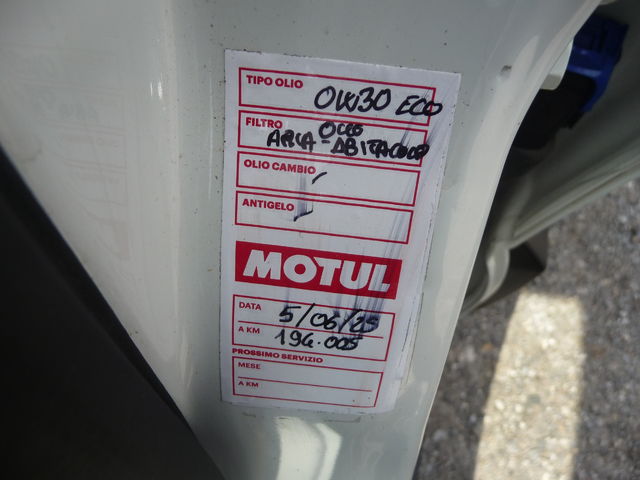 TIPO OLIO 0W30 ECO
FILTRO OLIO
ARIA - ABITACOLO
OLIO CAMBIO
ANTIGELO
MOTUL
DATA 5/06/25
A KM 196.005
PROSSIMO SERVIZIO
MESE
A KM